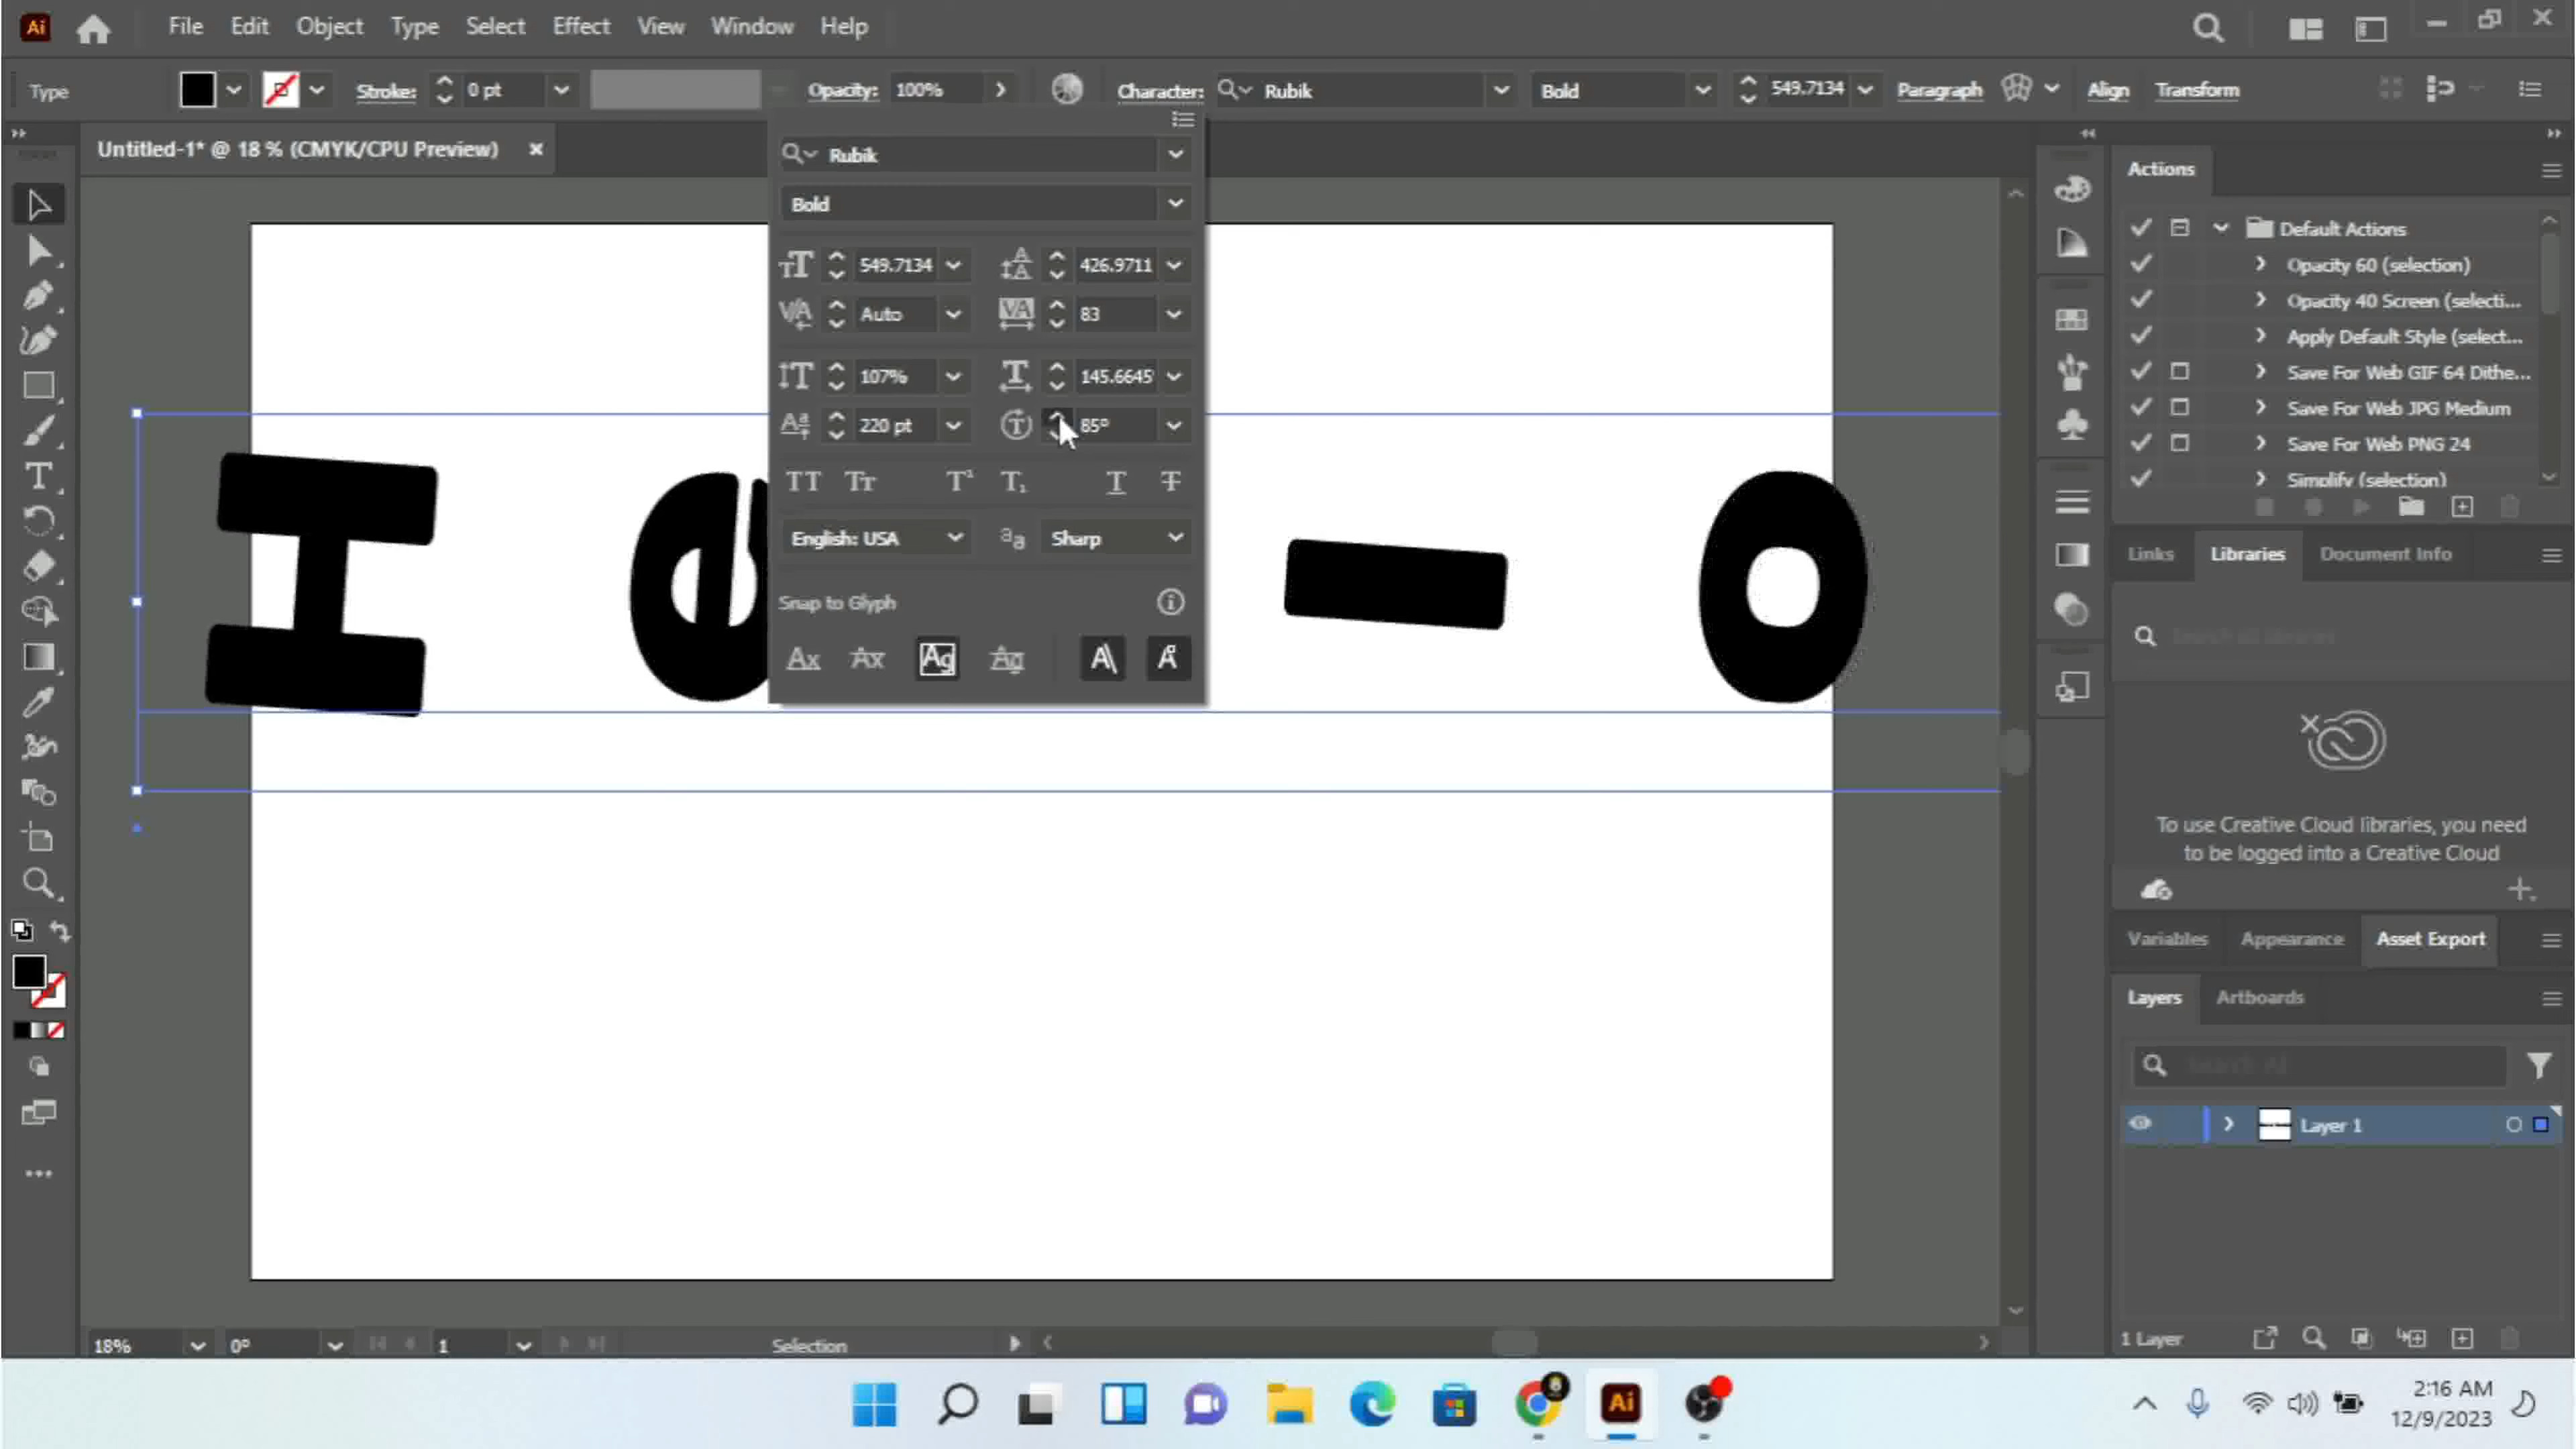 Ai File Edit Object Type Select Effect View Window Help
Type Stroke: 0 pt Opacity: 100% Character: Rubik Bold 549.7134 Paragraph Align Transform
Untitled-1* @ 18 % (CMYK/CPU Preview) ×
Rubik
Bold
549.7134 426.9711
Auto 83
107% 145.6645
220 pt 85°
English: USA Sharp
Snap to Glyph
H e l o
Actions
Default Actions
Opacity 60 (selection)
Opacity 40 Screen (selecti...
Apply Default Style (select...
Save For Web GIF 64 Dithe...
Save For Web JPG Medium
Save For Web PNG 24
Simplify (selection)
Links Libraries Document Info
To use Creative Cloud libraries, you need
to be logged into a Creative Cloud
Variables Appearance Asset Export
Layers Artboards
Layer 1
1 Layer
18% 0° 1 Selection
Ai
2:16 AM
12/9/2023